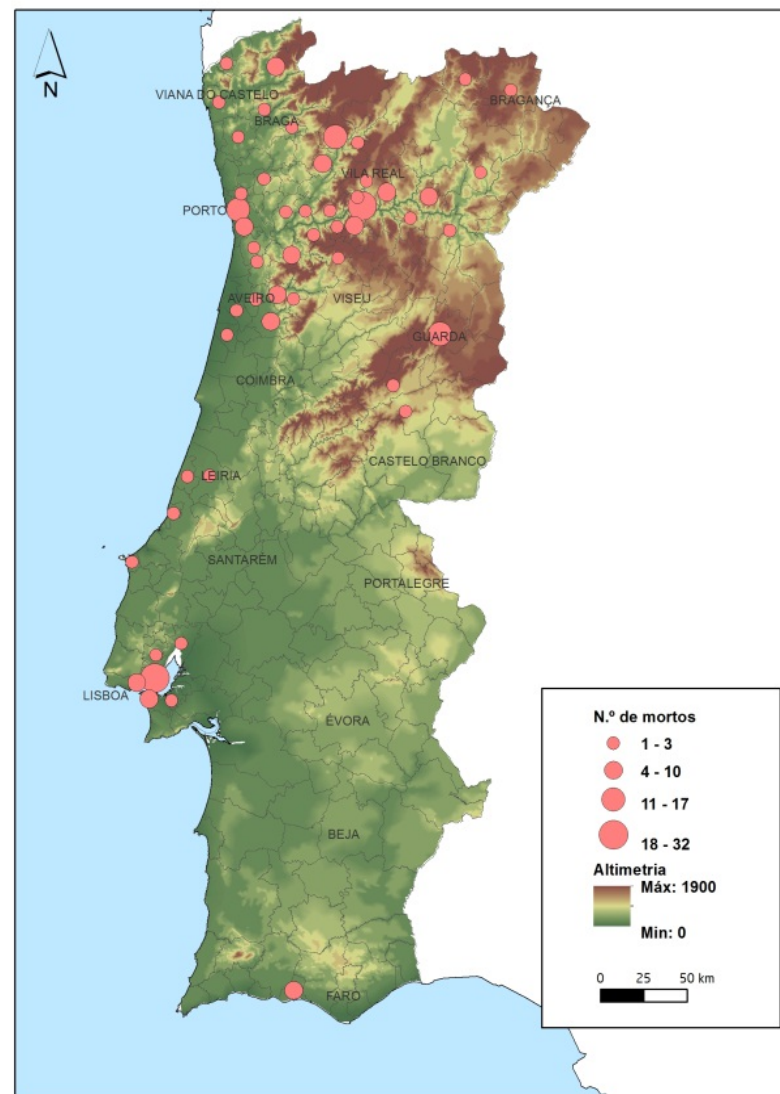 N
VIANA DO CASTELO
BRAGANÇA
BRAGA
VILA REAL
PORTO
AVEIRO
VISEU
GUARDA
COIMBRA
CASTELO BRANCO
LEIRIA
SANTARÉM
PORTALEGRE
LISBOA
ÉVORA
BEJA
FARO
N.º de mortos
1 - 3
4 - 10
11 - 17
18 - 32
Altimetria
Máx: 1900
Min: 0
0 25 50 km